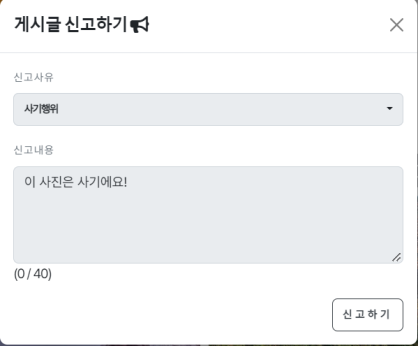 게시글 신고하기
신고사유
사기행위
신고내용
이 사진은 사기에요!
(0 / 40)
신고하기